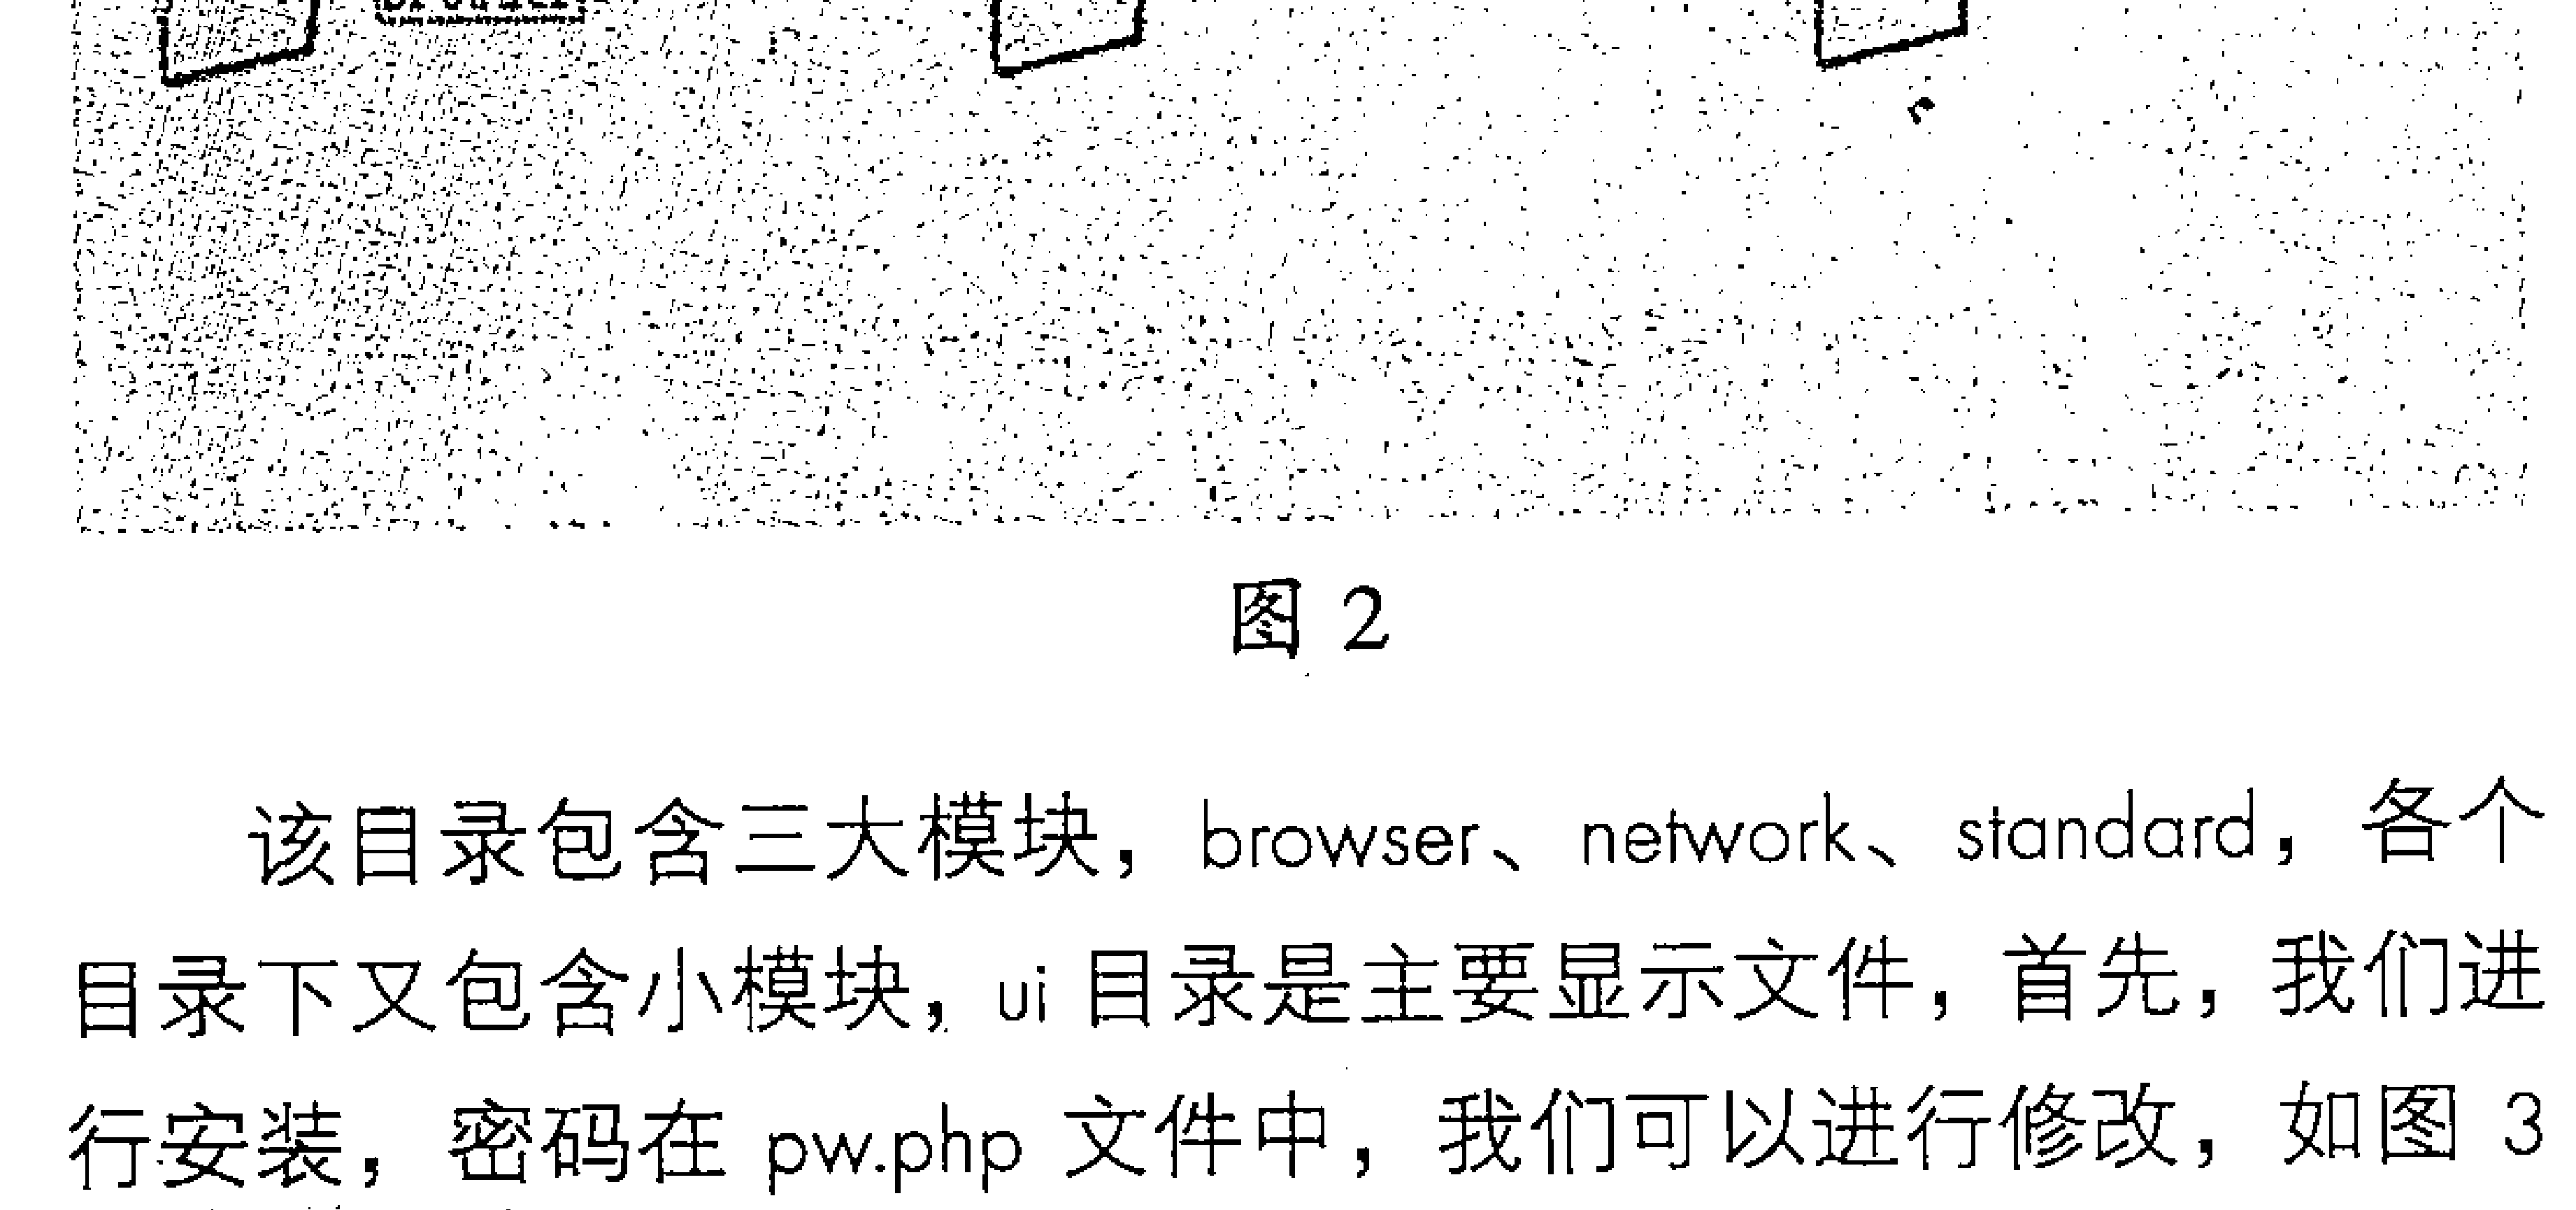 图 2
该目录包含三大模块，browser、network、standard，各个
目录下又包含小模块，ui 目录是主要显示文件，首先，我们进
行安装，密码在 pw.php 文件中，我们可以进行修改，如图 3